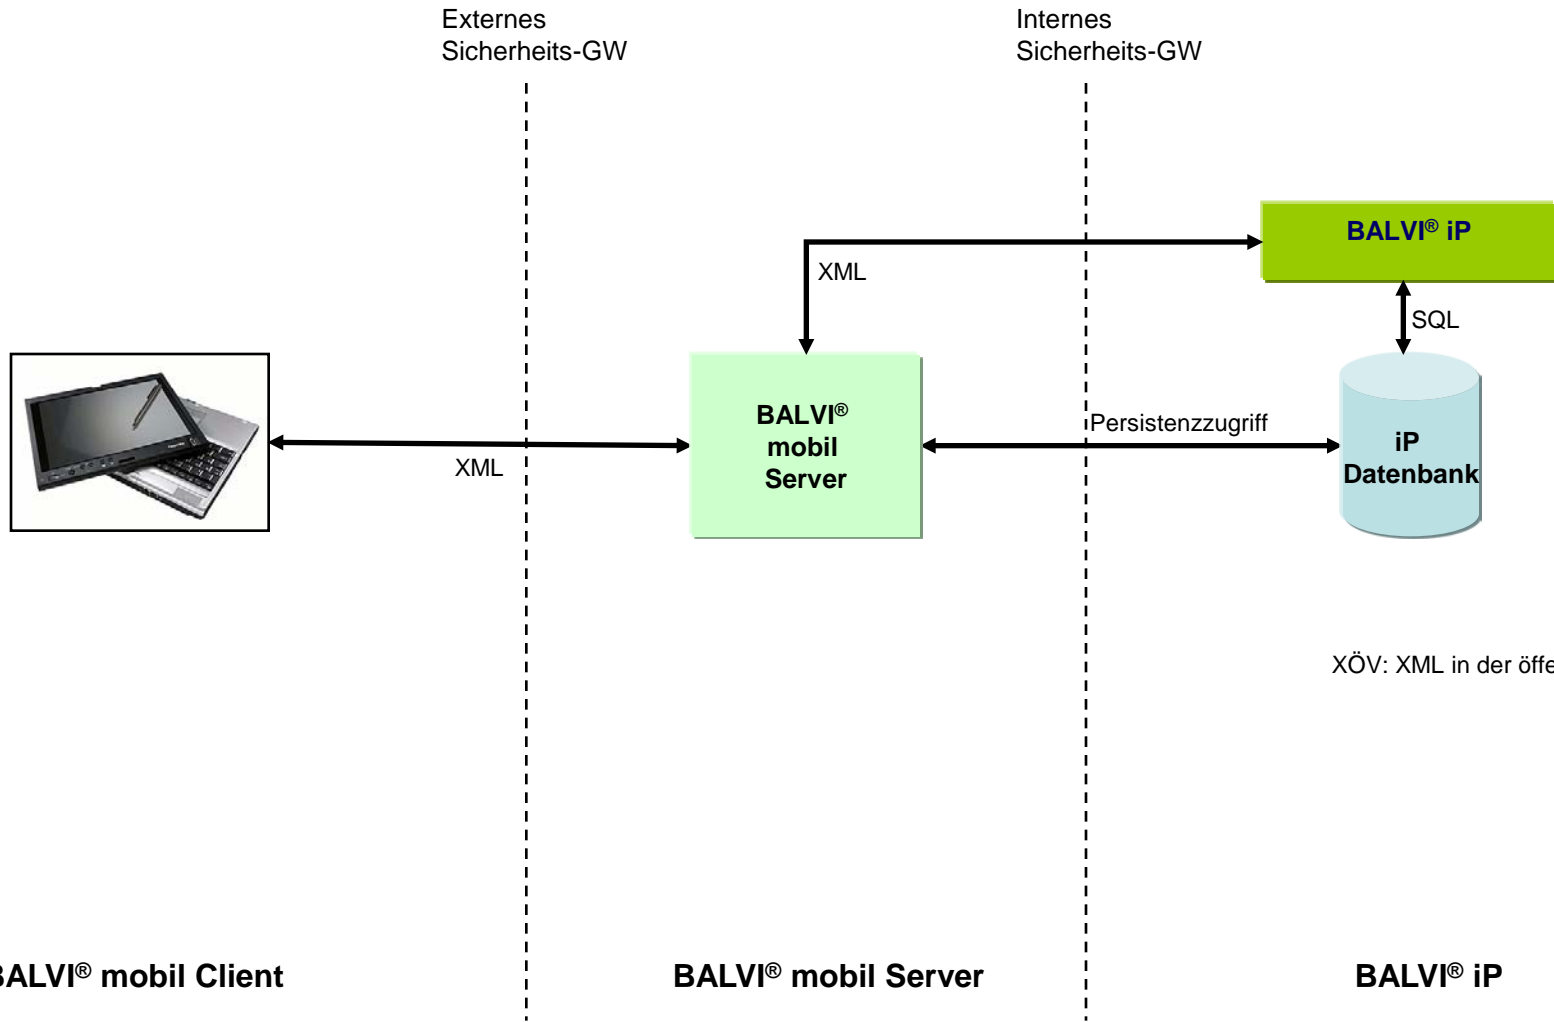 Externes
Sicherheits-GW
Internes
Sicherheits-GW
BALVI® iP
XML
SQL
BALVI®
mobil
Server
Persistenzzugriff
iP
Datenbank
XML
XÖV: XML in der öffe
BALVI® mobil Client
BALVI® mobil Server
BALVI® iP